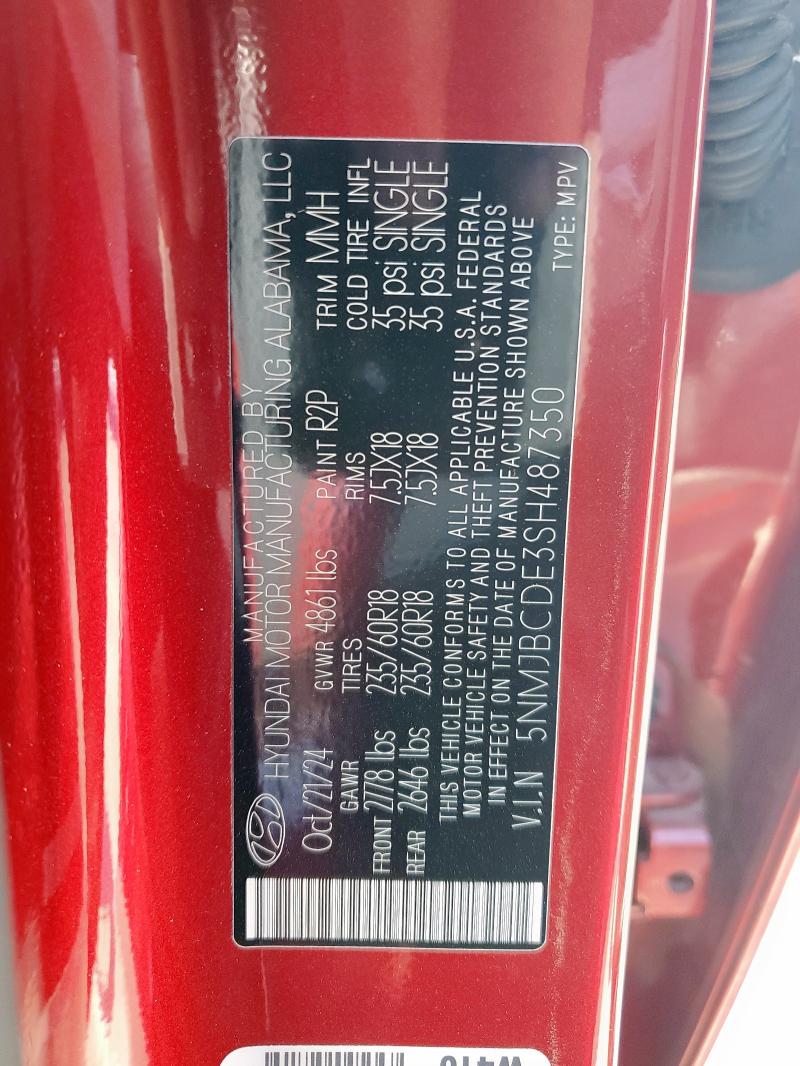 MANUFACTURED BY
HYUNDAI MOTOR MANUFACTURING ALABAMA, LLC
Oct/21/24 GVWR 4861 lbs PAINT R2P TRIM MMH
GAWR TIRES RIMS COLD TIRE INFL
FRONT 2778 lbs 235/60R18 7.5JX18 35 psi SINGLE
REAR 2646 lbs 235/60R18 7.5JX18 35 psi SINGLE
THIS VEHICLE CONFORMS TO ALL APPLICABLE U.S.A. FEDERAL
MOTOR VEHICLE SAFETY AND THEFT PREVENTION STANDARDS
IN EFFECT ON THE DATE OF MANUFACTURE SHOWN ABOVE
V.I.N 5NMJBCDE3SH487350
TYPE: MPV